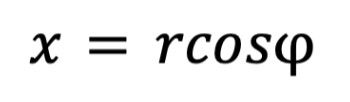 x = rcosφ